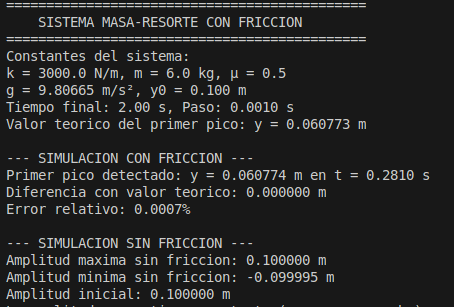 =============================================
SISTEMA MASA-RESORTE CON FRICCION
=============================================
Constantes del sistema:
k = 3000.0 N/m, m = 6.0 kg, μ = 0.5
g = 9.80665 m/s², y0 = 0.100 m
Tiempo final: 2.00 s, Paso: 0.0010 s
Valor teorico del primer pico: y = 0.060773 m

--- SIMULACION CON FRICCION ---
Primer pico detectado: y = 0.060774 m en t = 0.2810 s
Diferencia con valor teorico: 0.000000 m
Error relativo: 0.0007%

--- SIMULACION SIN FRICCION ---
Amplitud maxima sin friccion: 0.100000 m
Amplitud minima sin friccion: -0.099995 m
Amplitud inicial: 0.100000 m